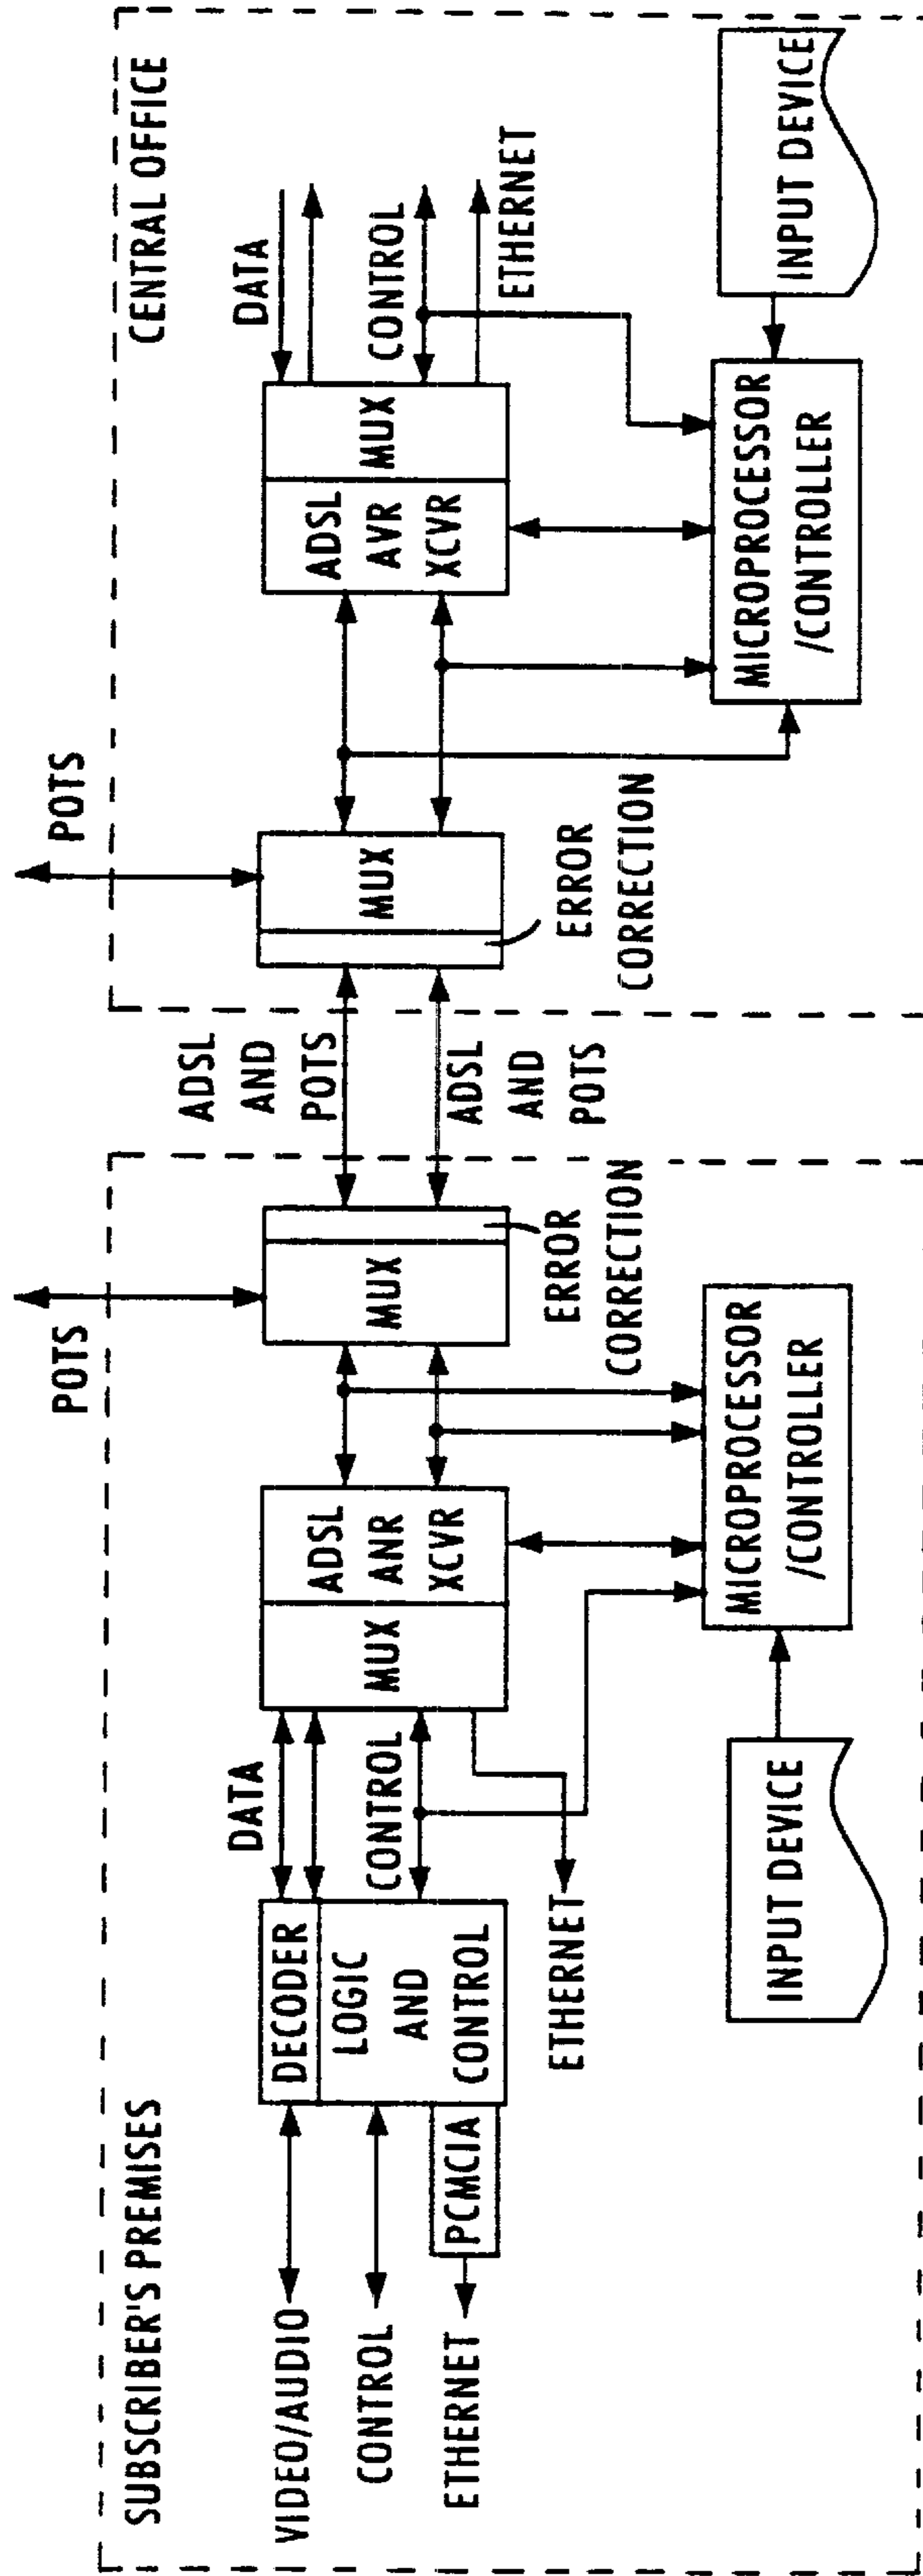 SUBSCRIBER'S PREMISES
VIDEO/AUDIO
CONTROL
ETHERNET
PCMCIA
DECODER
LOGIC
AND
CONTROL
DATA
CONTROL
ETHERNET
MUX
ADSL
ANR
XCVR
INPUT DEVICE
MICROPROCESSOR
/CONTROLLER
POTS
MUX
ERROR
CORRECTION
ADSL
AND
POTS
ADSL
AND
POTS
CENTRAL OFFICE
POTS
MUX
ERROR
CORRECTION
ADSL
AVR
XCVR
MUX
DATA
CONTROL
ETHERNET
MICROPROCESSOR
/CONTROLLER
INPUT DEVICE